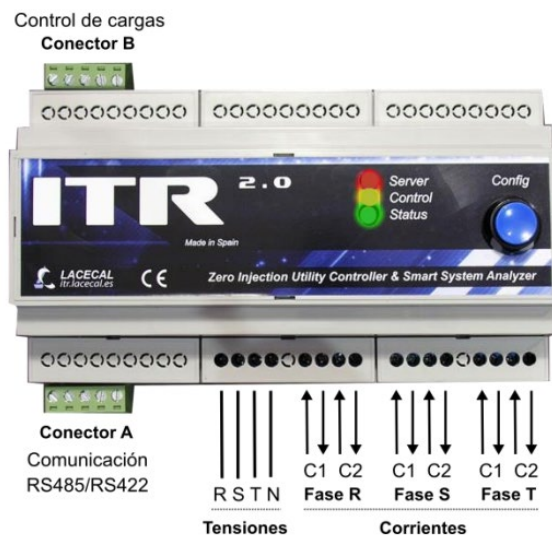 Control de cargas
Conector B
ITR 2.0
Made in Spain
Server
Control
Status
Config
LACECAL
itr.lacecal.es
CE
Zero Injection Utility Controller & Smart System Analyzer
Conector A
Comunicación
RS485/RS422
R S T N
Tensiones
C1 C2 C1 C2 C1 C2
Fase R Fase S Fase T
Corrientes